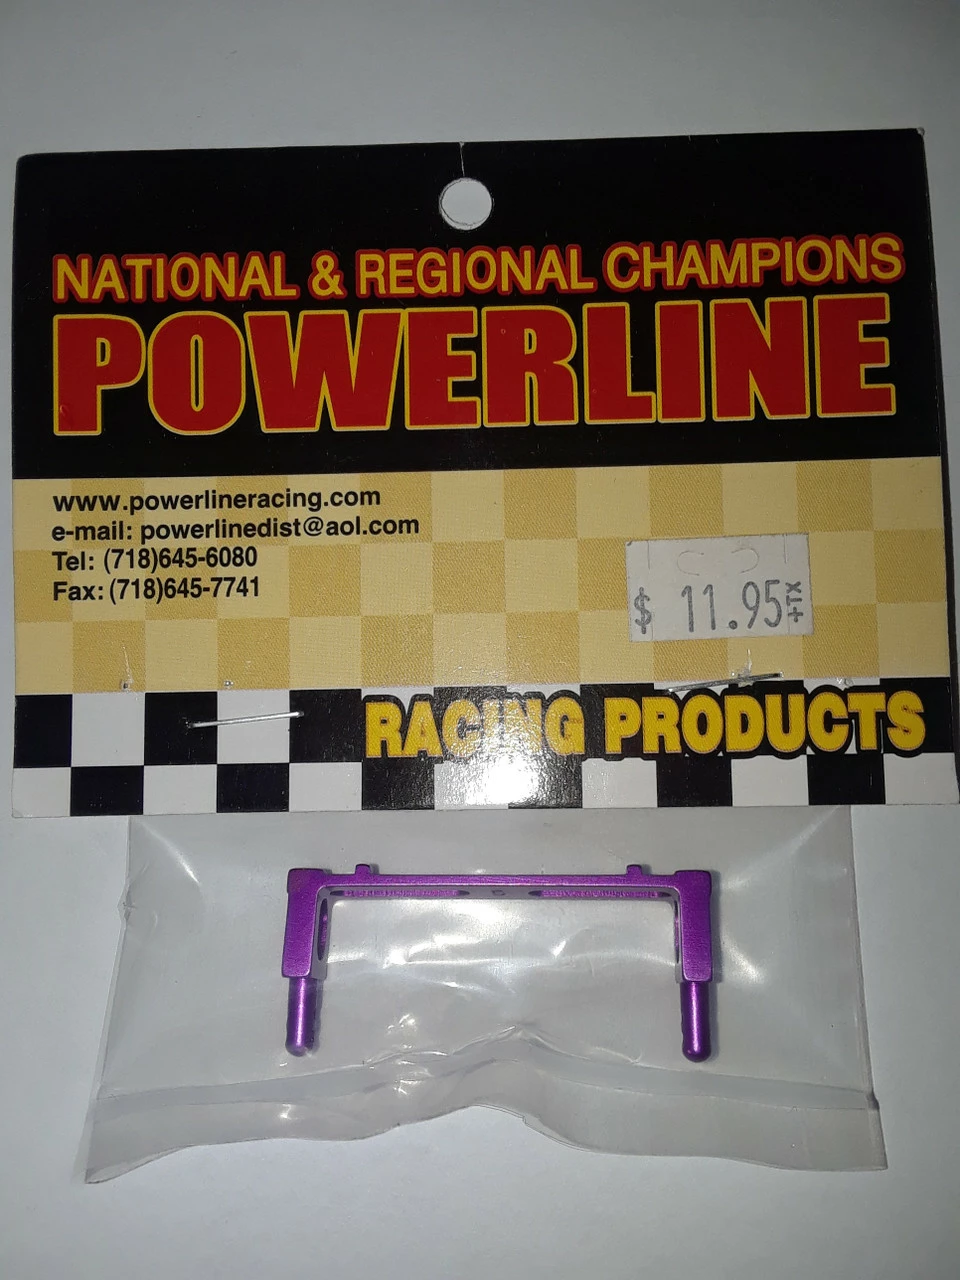 NATIONAL & REGIONAL CHAMPIONS
POWERLINE
www.powerlineracing.com
e-mail: powerlinedist@aol.com
Tel: (718)645-6080
Fax: (718)645-7741
$ 11.95+TX
RACING PRODUCTS